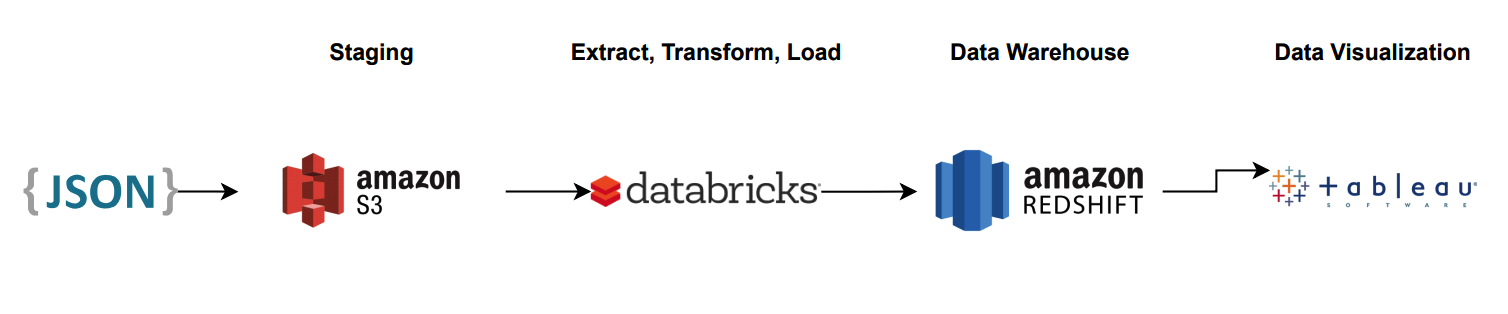 Staging
Extract, Transform, Load
Data Warehouse
Data Visualization
{JSON}
amazon
S3
databricks
amazon
REDSHIFT
+ableau
SOFTWARE